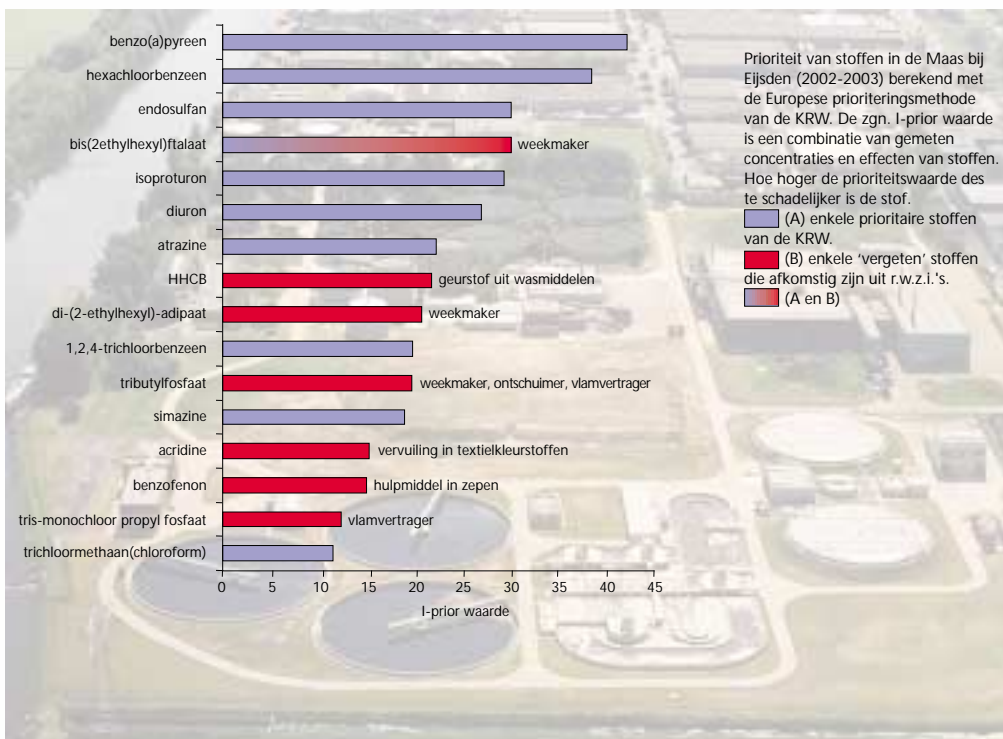 benzo(a)pyreen
hexachloorbenzeen
endosulfan
bis(2ethylhexyl)ftalaat
weekmaker
isoproturon
diuron
atrazine
HHCB
geurstof uit wasmiddelen
di-(2-ethylhexyl)-adipaat
weekmaker
1,2,4-trichloorbenzeen
tributylfosfaat
weekmaker, ontschuimer, vlamvertrager
simazine
acridine
vervuiling in textielkleurstoffen
benzofenon
hulpmiddel in zepen
tris-monochloor propyl fosfaat
vlamvertrager
trichloormethaan(chloroform)
0 5 10 15 20 25 30 35 40 45
I-prior waarde
Prioriteit van stoffen in de Maas bij
Eijsden (2002-2003) berekend met
de Europese prioriteringsmethode
van de KRW. De zgn. I-prior waarde
is een combinatie van gemeten
concentraties en effecten van stoffen.
Hoe hoger de prioriteitswaarde des
te schadelijker is de stof.
(A) enkele prioritaire stoffen
van de KRW.
(B) enkele 'vergeten' stoffen
die afkomstig zijn uit r.w.z.i.'s.
(A en B)